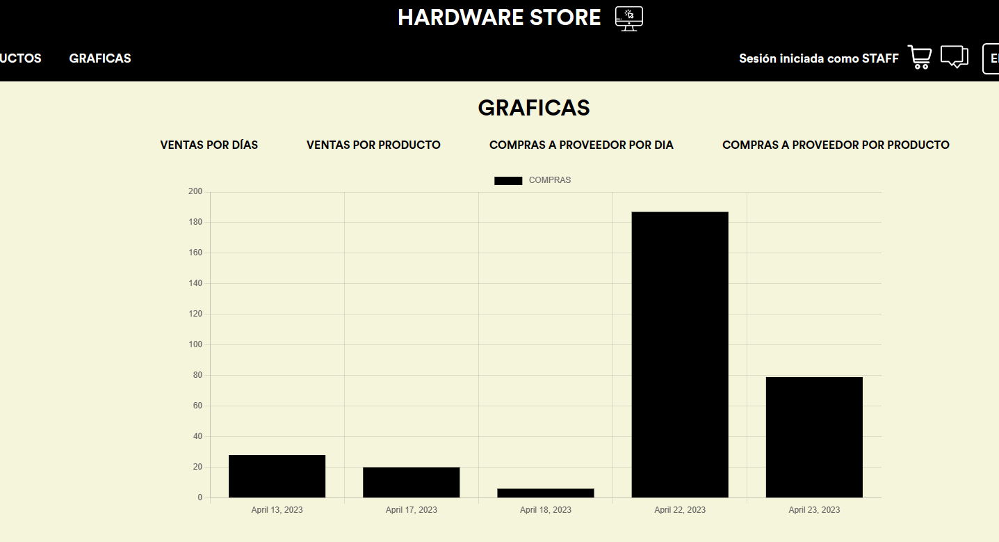 HARDWARE STORE
UCTOS GRAFICAS Sesión iniciada como STAFF
GRAFICAS
VENTAS POR DÍAS VENTAS POR PRODUCTO COMPRAS A PROVEEDOR POR DIA COMPRAS A PROVEEDOR POR PRODUCTO
COMPRAS
200
180
160
140
120
100
80
60
40
20
0
April 13, 2023 April 17, 2023 April 18, 2023 April 22, 2023 April 23, 2023